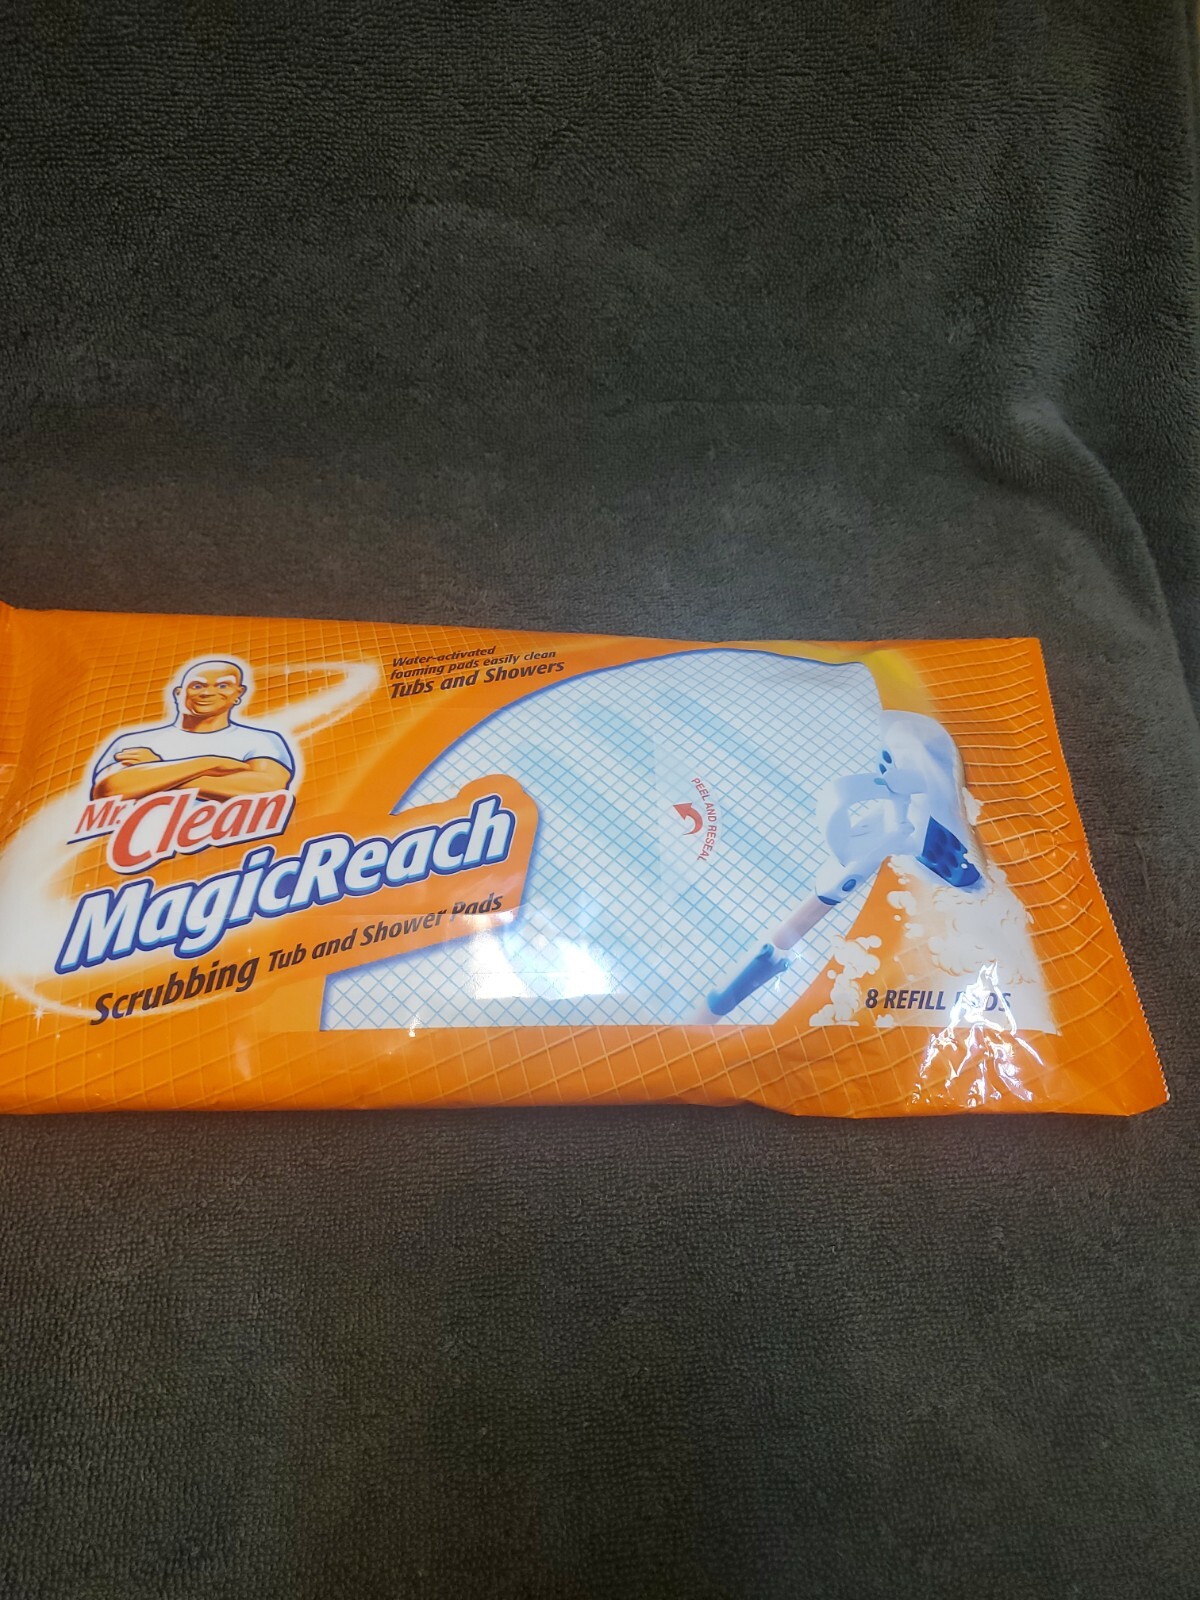 Water-activated
foaming pads easily clean
Tubs and Showers
Mr. Clean
MagicReach
Scrubbing Tub and Shower Pads
PEEL AND RESEAL
8 REFILL PADS